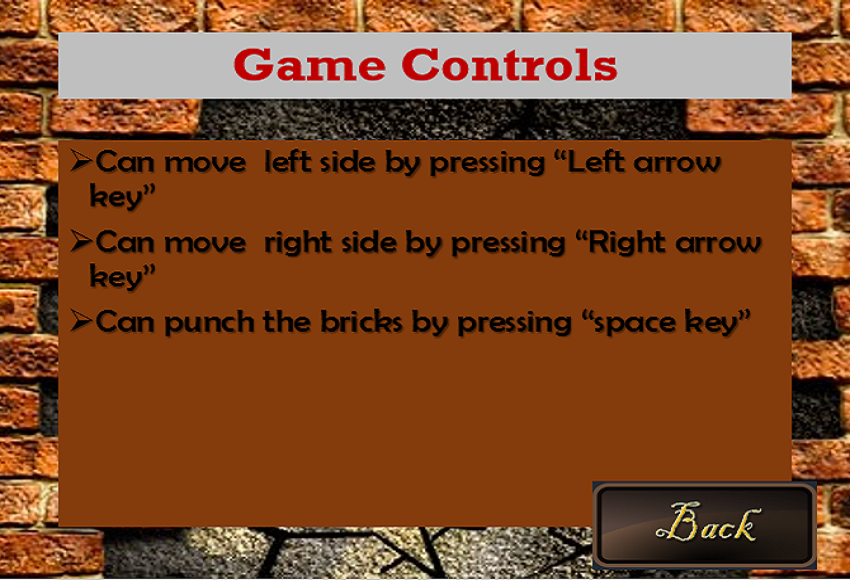 Game Controls
➢Can move  left side by pressing “Left arrow
key”
➢Can move  right side by pressing “Right arrow
key”
➢Can punch the bricks by pressing “space key”
Back